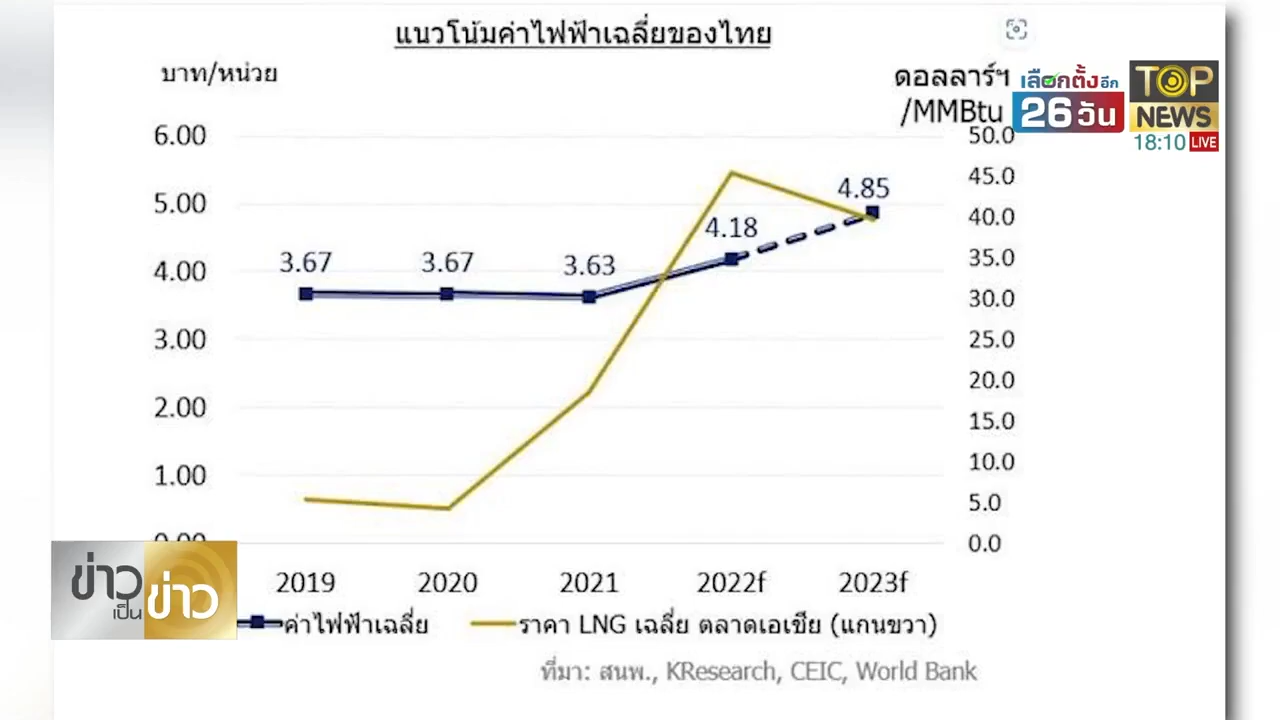 แนวโน้มค่าไฟฟ้าเฉลี่ยของไทย
บาท/หน่วย
ดอลลาร์ฯ
/MMBtu
เลือกตั้งอีก
26 วัน
TOP
NEWS
18:10 LIVE
6.00
5.00
4.00
3.00
2.00
1.00
0.00
50.0
45.0
40.0
35.0
30.0
25.0
20.0
15.0
10.0
5.0
0.0
3.67
3.67
3.63
4.18
4.85
2019 2020 2021 2022f 2023f
ค่าไฟฟ้าเฉลี่ย ราคา LNG เฉลี่ย ตลาดเอเชีย (แกนขวา)
ที่มา: สนพ., KResearch, CEIC, World Bank
ข่าว
เป็น
ข่าว